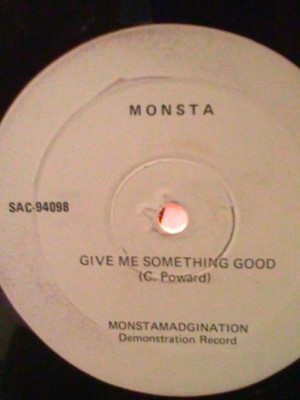 MONSTA
SAC-94098
GIVE ME SOMETHING GOOD
(C. Poward)
MONSTAMADGINATION
Demonstration Record